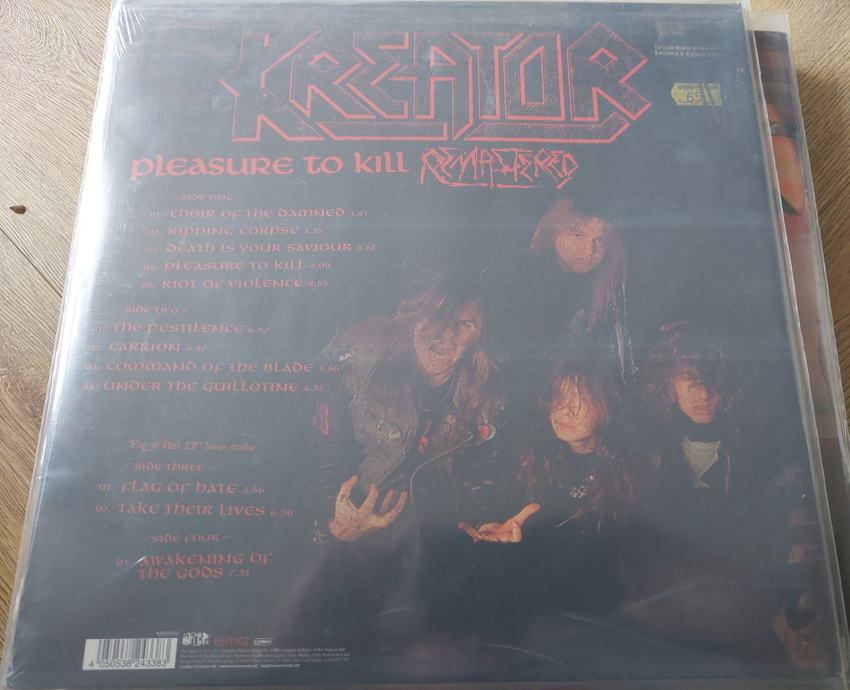 KREATOR
pleasure to kill REMASTERED
- SIDE ONE -
01. CHOIR OF THE DAMNED 1.41
02. RIPPING CORPSE 3.35
03. DEATH IS YOUR SAVIOUR 3.57
04. PLEASURE TO KILL 4.09
05. RIOT OF VIOLENCE 4.55
- SIDE TWO -
01. THE PESTILENCE 6.57
02. CARRION 4.47
03. COMMAND OF THE BLADE 3.56
04. UNDER THE GUILLOTINE 4.37
"Flag of Hate EP" bonus tracks:
- SIDE THREE -
01. FLAG OF HATE 3.56
02. TAKE THEIR LIVES 6.26
- SIDE FOUR -
01. AWAKENING OF
THE GODS 7.31
NOISE BMG
4 050538 243383